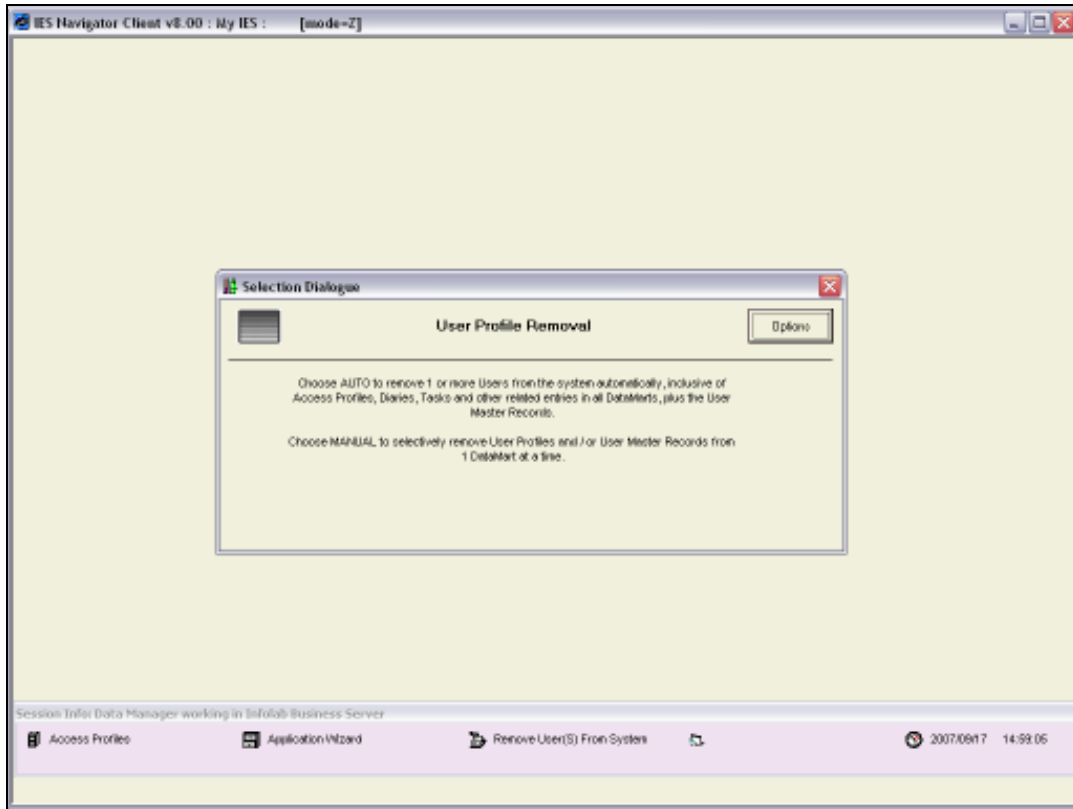 IES Navigator Client v8.00 : My IES : [mode=Z]
Selection Dialogue
User Profile Removal
Options
Choose AUTO to remove 1 or more Users from the system automatically, inclusive of
Access Profiles, Diaries, Tasks and other related entries in all DataMarts, plus the User
Master Records.
Choose MANUAL to selectively remove User Profiles and / or User Master Records from
1 DataMart at a time.
Session Info: Data Manager working in Infolab Business Server
Access Profiles
Application Wizard
Remove User(S) From System
2007/09/17 14:59:05